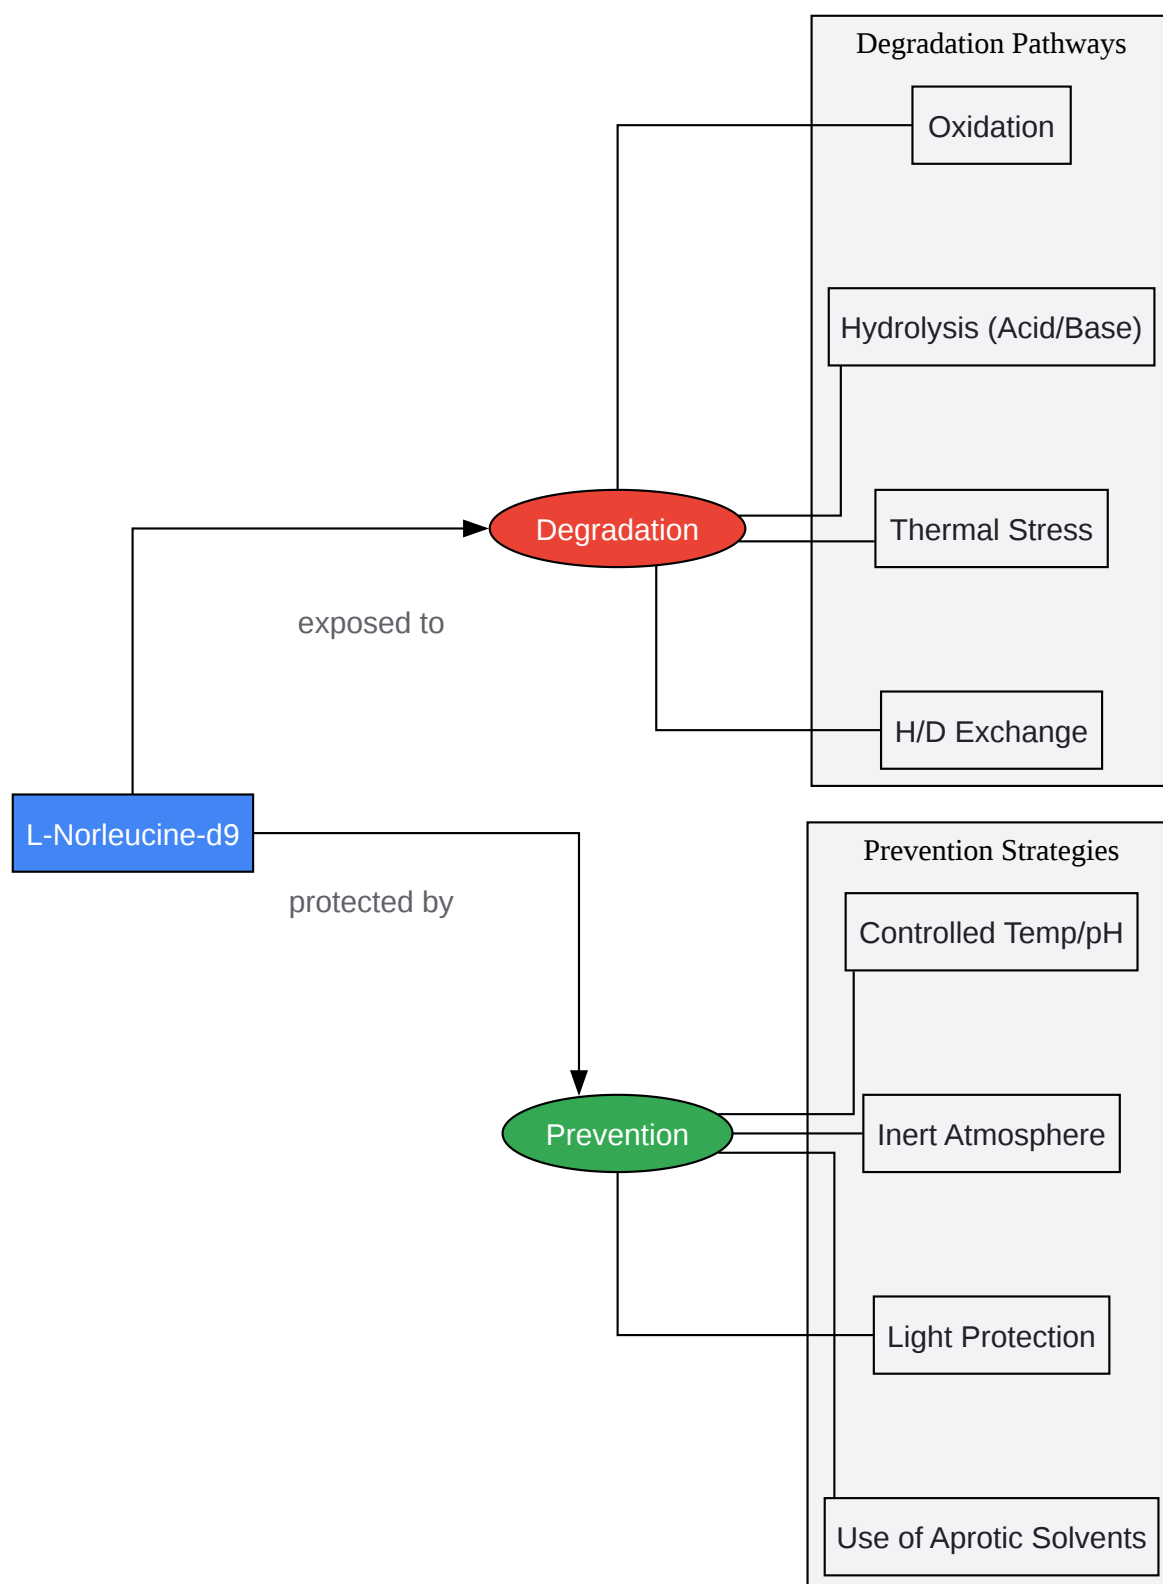 Degradation Pathways
Oxidation
Hydrolysis (Acid/Base)
Degradation
Thermal Stress
exposed to
H/D Exchange
L-Norleucine-d9
Prevention Strategies
protected by
Controlled Temp/pH
Prevention
Inert Atmosphere
Light Protection
Use of Aprotic Solvents